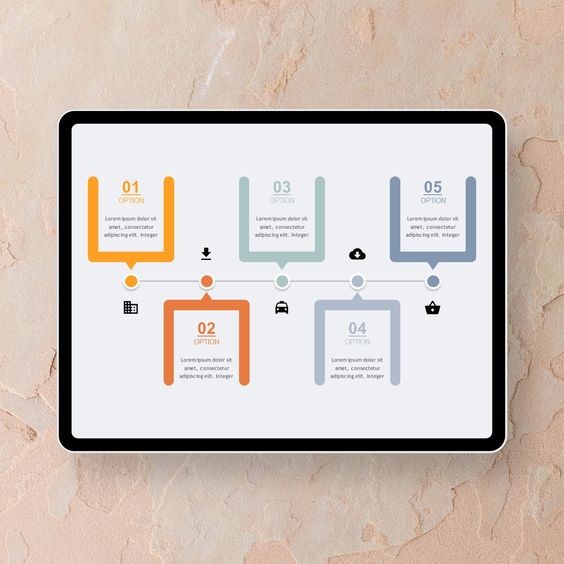 01
OPTION
Lorem ipsum dolor sit
amet, consectetur
adipiscing elit. Integer
02
OPTION
Lorem ipsum dolor sit
amet, consectetur
adipiscing elit. Integer
03
OPTION
Lorem ipsum dolor sit
amet, consectetur
adipiscing elit. Integer
04
OPTION
Lorem ipsum dolor sit
amet, consectetur
adipiscing elit. Integer
05
OPTION
Lorem ipsum dolor sit
amet, consectetur
adipiscing elit. Integer